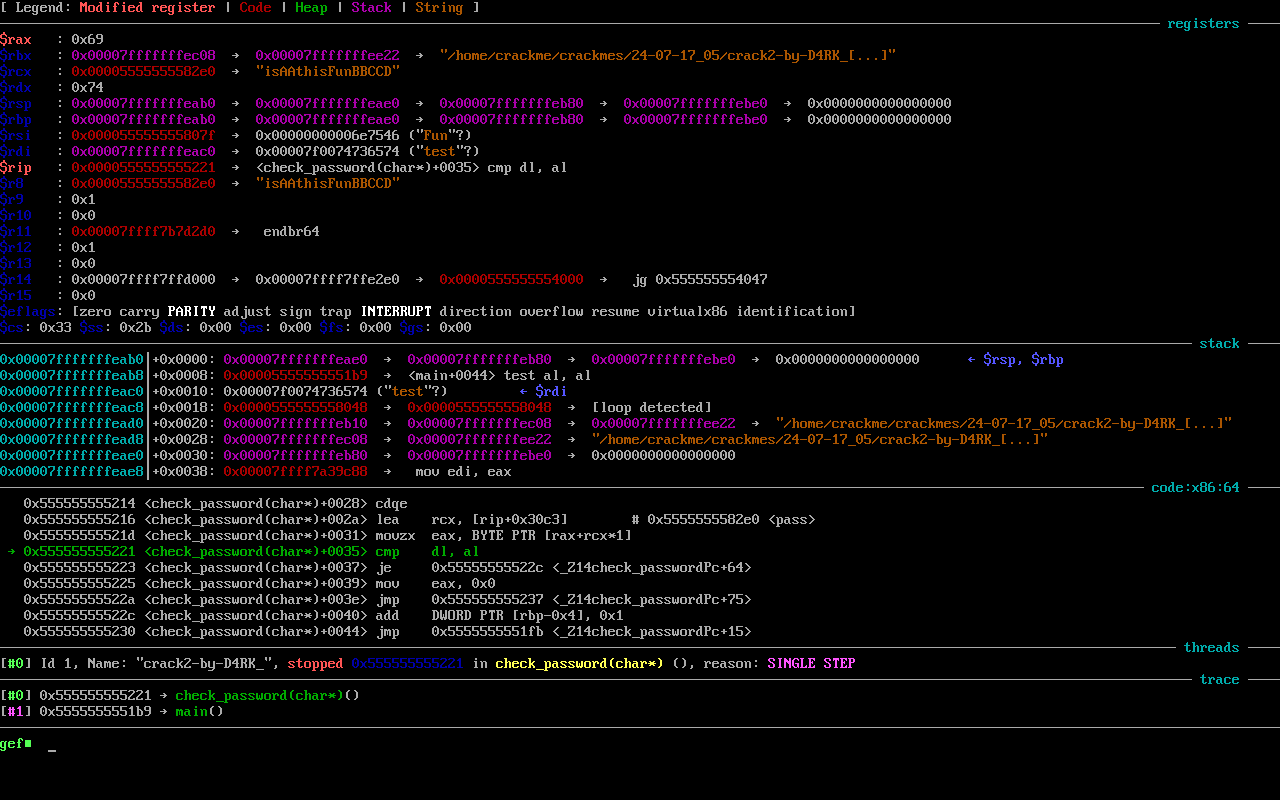 [ Legend: Modified register | Code | Heap | Stack | String ]
registers
$rax   : 0x69
$rbx   : 0x00007fffffffec08  →  0x00007fffffffee22  →  "/home/crackme/crackmes/24-07-17_05/crack2-by-D4RK_[...]"
$rcx   : 0x00005555555582e0  →  "isAAthisFunBBCCD"
$rdx   : 0x74
$rsp   : 0x00007fffffffeab0  →  0x00007fffffffeae0  →  0x00007fffffffeb80  →  0x00007fffffffebe0  →  0x0000000000000000
$rbp   : 0x00007fffffffeab0  →  0x00007fffffffeae0  →  0x00007fffffffeb80  →  0x00007fffffffebe0  →  0x0000000000000000
$rsi   : 0x000055555555807f  →  0x00000000006e7546 ("Fun"?)
$rdi   : 0x00007fffffffeac0  →  0x00007f0074736574 ("test"?)
$rip   : 0x0000555555555221  →  <check_password(char*)+0035> cmp dl, al
$r8    : 0x00005555555582e0  →  "isAAthisFunBBCCD"
$r9    : 0x1
$r10   : 0x0
$r11   : 0x00007ffff7b7d2d0  →   endbr64
$r12   : 0x1
$r13   : 0x0
$r14   : 0x00007ffff7ffd000  →  0x00007ffff7ffe2e0  →  0x0000555555554000  →   jg 0x555555554047
$r15   : 0x0
$eflags: [zero carry PARITY adjust sign trap INTERRUPT direction overflow resume virtualx86 identification]
$cs: 0x33 $ss: 0x2b $ds: 0x00 $es: 0x00 $fs: 0x00 $gs: 0x00
stack
0x00007fffffffeab0│+0x0000: 0x00007fffffffeae0  →  0x00007fffffffeb80  →  0x00007fffffffebe0  →  0x0000000000000000      ← $rsp, $rbp
0x00007fffffffeab8│+0x0008: 0x00005555555551b9  →  <main+0044> test al, al
0x00007fffffffeac0│+0x0010: 0x00007f0074736574 ("test"?)         ← $rdi
0x00007fffffffeac8│+0x0018: 0x0000555555558048  →  0x0000555555558048  →  [loop detected]
0x00007fffffffead0│+0x0020: 0x00007fffffffeb10  →  0x00007fffffffec08  →  0x00007fffffffee22  →  "/home/crackme/crackmes/24-07-17_05/crack2-by-D4RK_[...]"
0x00007fffffffead8│+0x0028: 0x00007fffffffec08  →  0x00007fffffffee22  →  "/home/crackme/crackmes/24-07-17_05/crack2-by-D4RK_[...]"
0x00007fffffffeae0│+0x0030: 0x00007fffffffeb80  →  0x00007fffffffebe0  →  0x0000000000000000
0x00007fffffffeae8│+0x0038: 0x00007ffff7a39c88  →   mov edi, eax
code:x86:64
0x555555555214 <check_password(char*)+0028> cdqe
0x555555555216 <check_password(char*)+002a> lea    rcx, [rip+0x30c3]        # 0x5555555582e0 <pass>
0x55555555521d <check_password(char*)+0031> movzx  eax, BYTE PTR [rax+rcx*1]
→ 0x555555555221 <check_password(char*)+0035> cmp    dl, al
0x555555555223 <check_password(char*)+0037> je     0x55555555522c <_Z14check_passwordPc+64>
0x555555555225 <check_password(char*)+0039> mov    eax, 0x0
0x55555555522a <check_password(char*)+003e> jmp    0x555555555237 <_Z14check_passwordPc+75>
0x55555555522c <check_password(char*)+0040> add    DWORD PTR [rbp-0x4], 0x1
0x555555555230 <check_password(char*)+0044> jmp    0x5555555551fb <_Z14check_passwordPc+15>
threads
[#0] Id 1, Name: "crack2-by-D4RK_", stopped 0x555555555221 in check_password(char*) (), reason: SINGLE STEP
trace
[#0] 0x555555555221 → check_password(char*)()
[#1] 0x5555555551b9 → main()
gef■  _